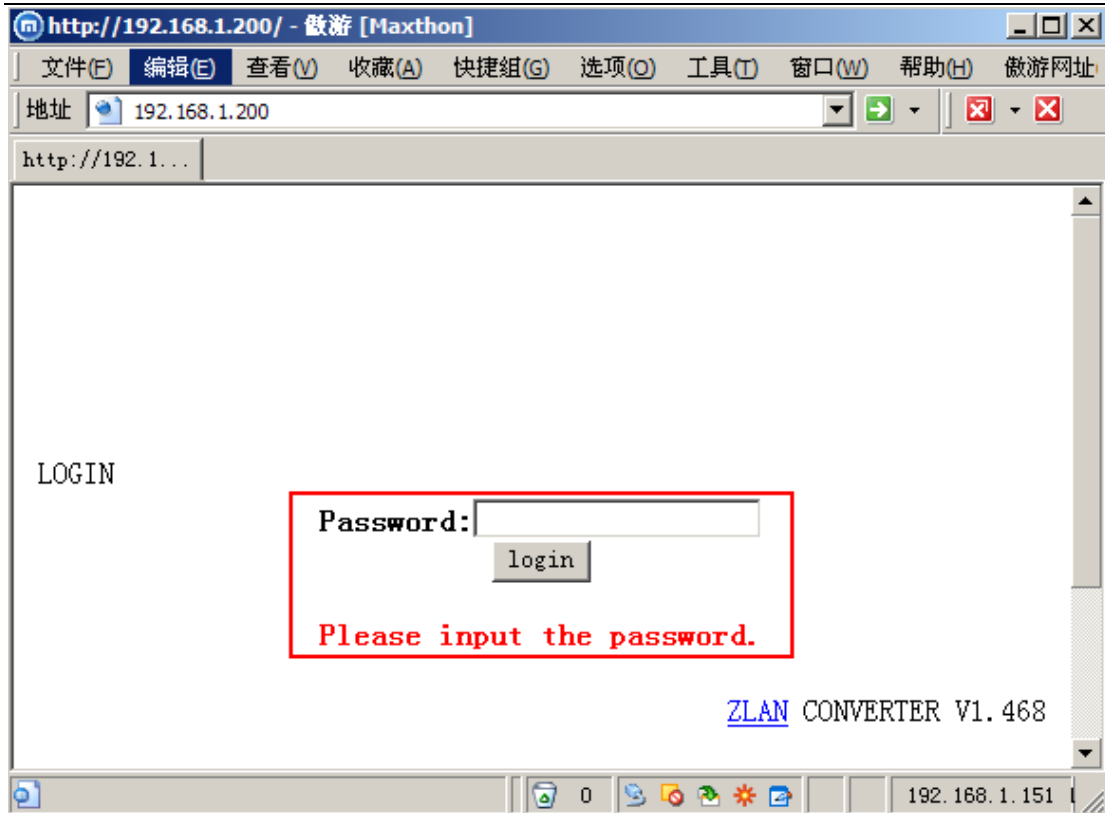 http://192.168.1.200/ - 傲游 [Maxthon]
文件(F) 编辑(E) 查看(V) 收藏(A) 快捷组(G) 选项(O) 工具(T) 窗口(W) 帮助(H) 傲游网址
地址 192.168.1.200
http://192.1...
LOGIN
Password:
login
Please input the password.
ZLAN CONVERTER V1.468
0 192.168.1.151